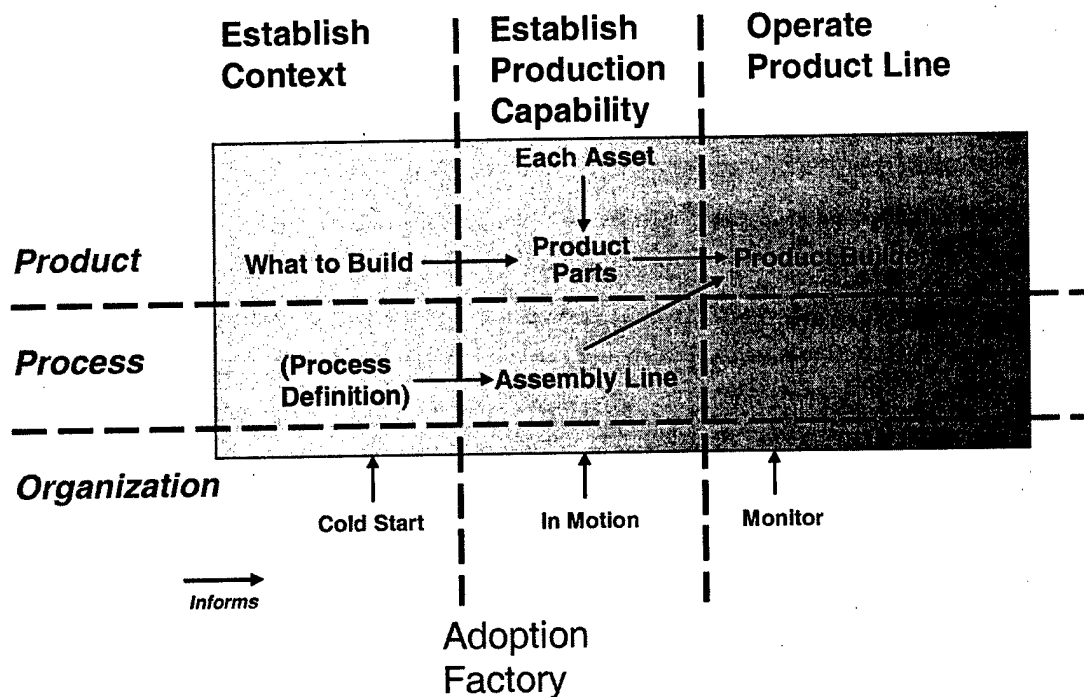 Establish
Context
Establish
Production
Capability
Operate
Product Line
Each Asset
Product
What to Build
Product
Parts
Product Builder
Process
(Process
Definition)
Assembly Line
Organization
Cold Start
In Motion
Monitor
Informs
Adoption
Factory